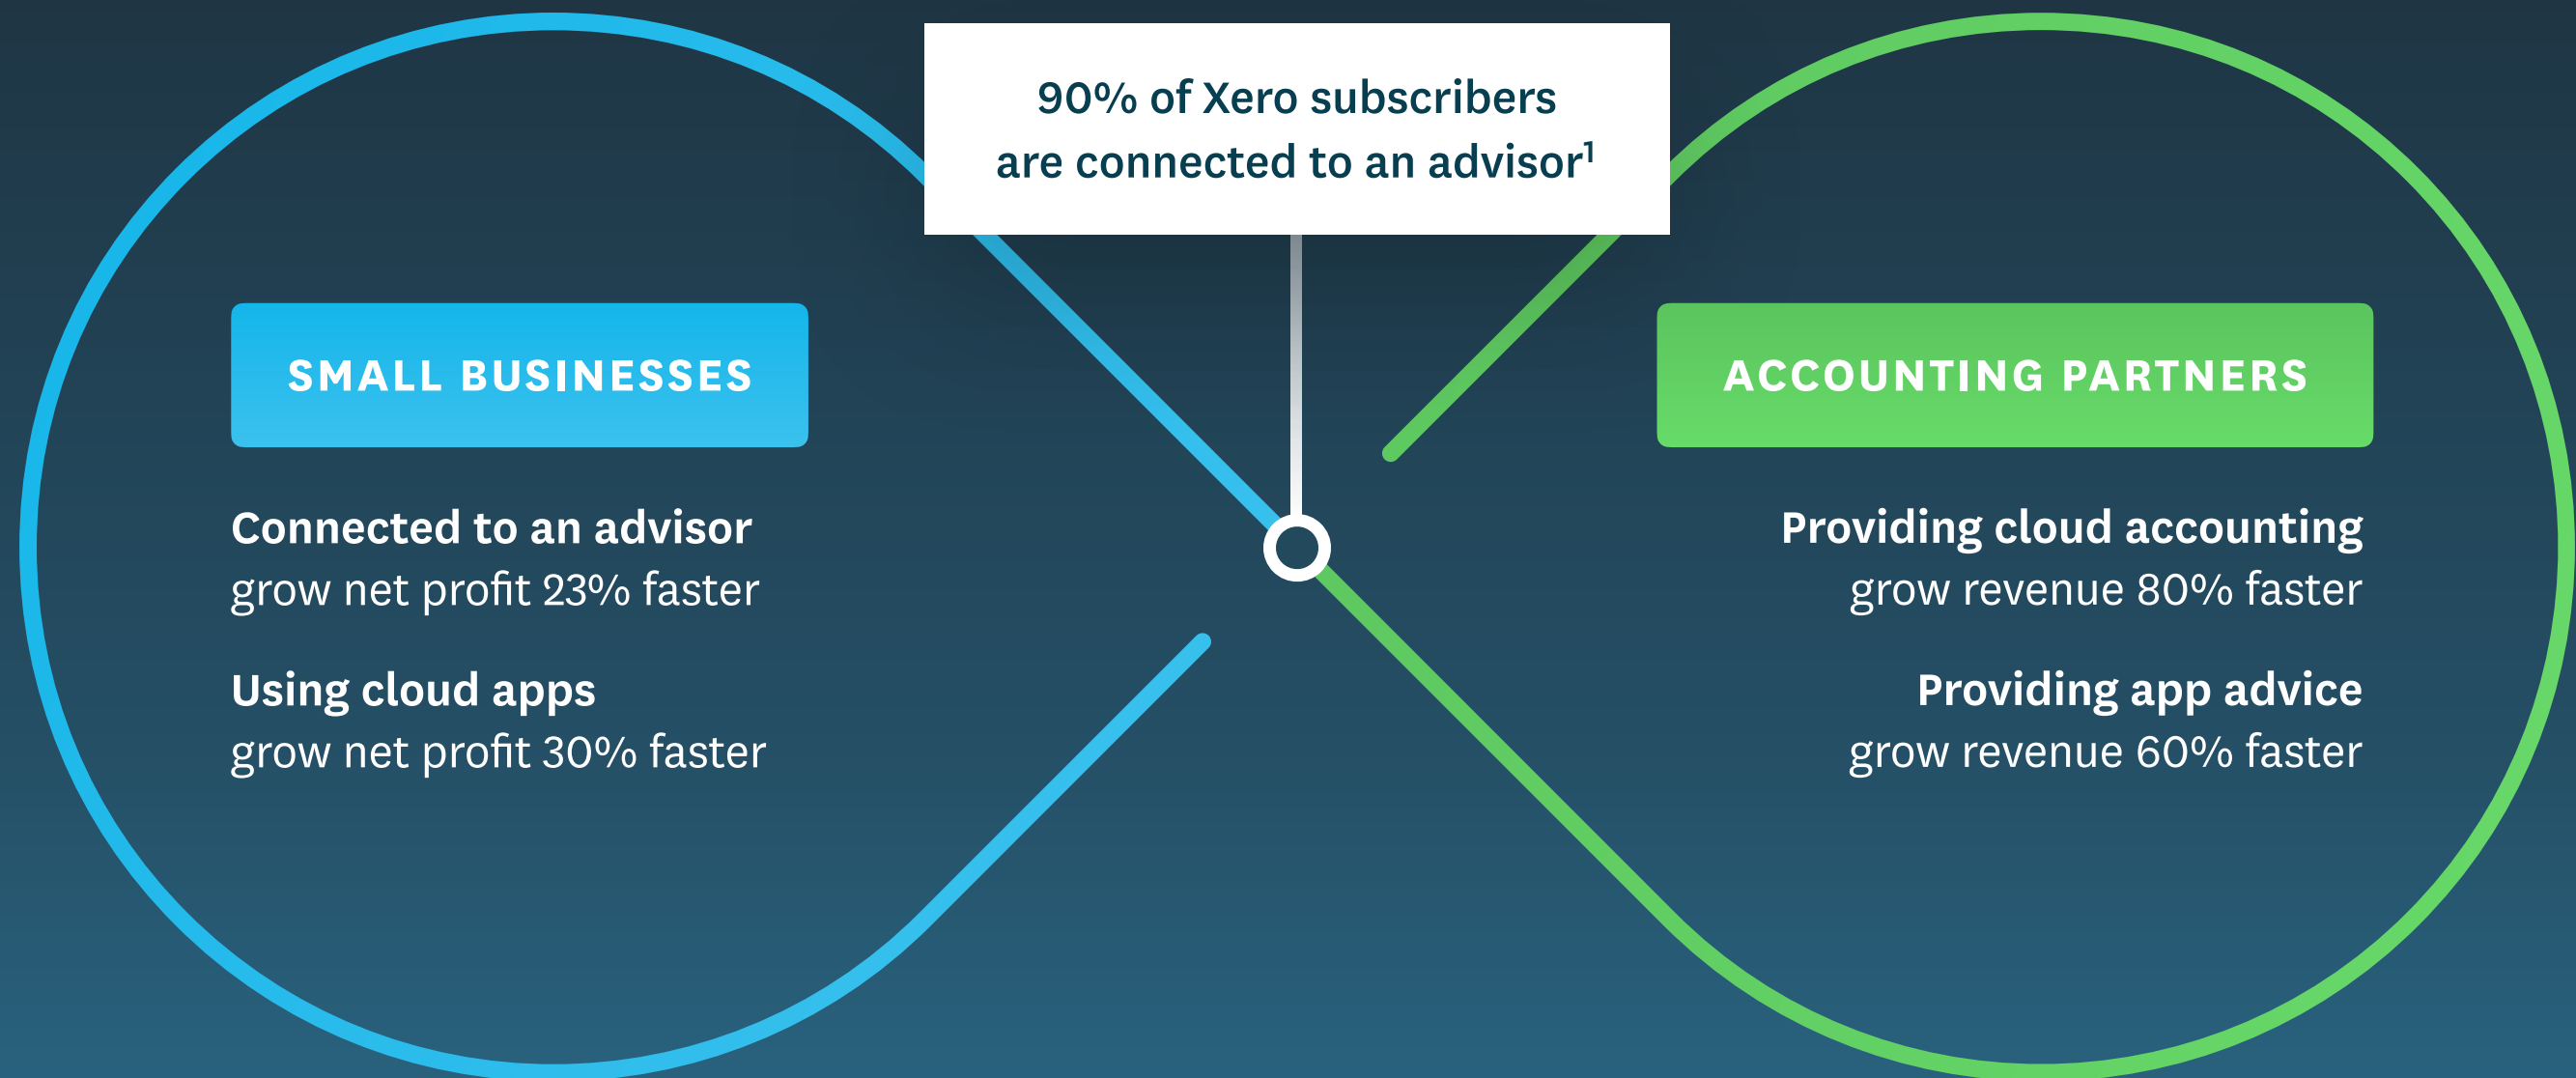 90% of Xero subscribers
are connected to an advisor¹
SMALL BUSINESSES
Connected to an advisor
grow net profit 23% faster
Using cloud apps
grow net profit 30% faster
ACCOUNTING PARTNERS
Providing cloud accounting
grow revenue 80% faster
Providing app advice
grow revenue 60% faster